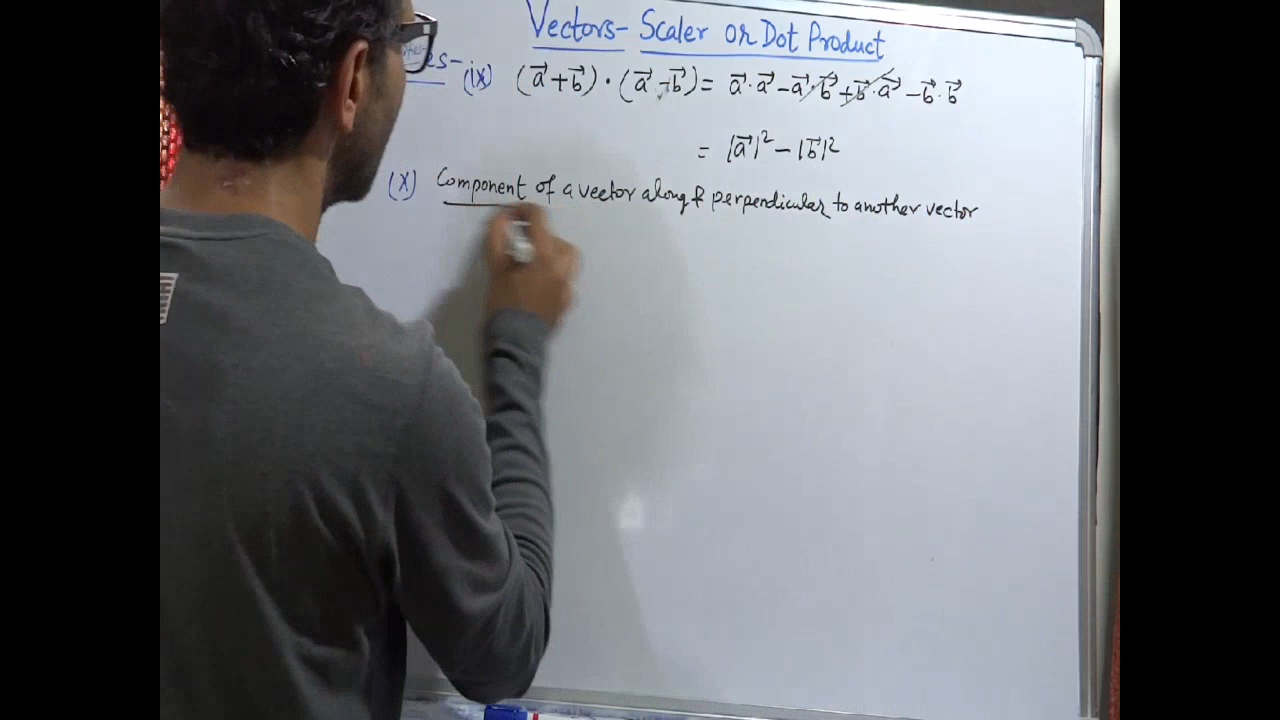 Vectors- Scaler or Dot Product
(ix) (a⃗ + b⃗) · (a⃗ - b⃗) = a⃗ · a⃗ - a⃗ · b⃗ + b⃗ · a⃗ - b⃗ · b⃗
= |a⃗|² - |b⃗|²
(X) Component of a vector along & perpendicular to another vector